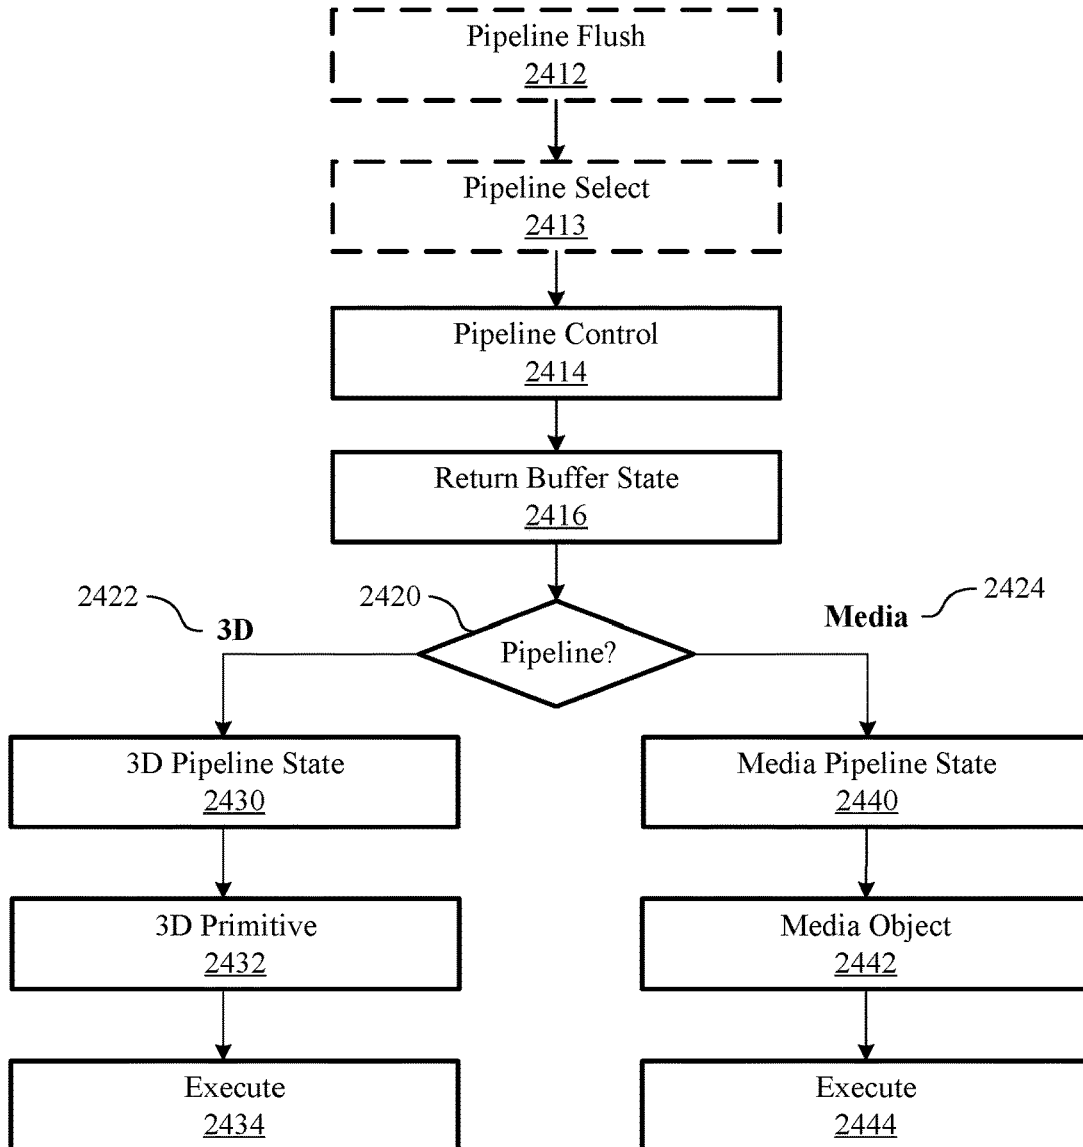 Pipeline Flush
2412
Pipeline Select
2413
Pipeline Control
2414
Return Buffer State
2416
2422
3D
2420
Pipeline?
Media
2424
3D Pipeline State
2430
3D Primitive
2432
Execute
2434
Media Pipeline State
2440
Media Object
2442
Execute
2444